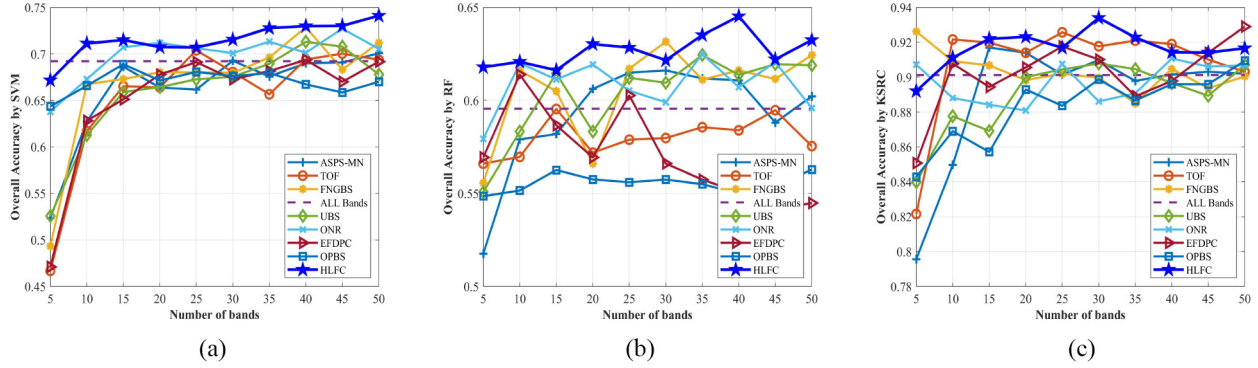 Overall Accuracy by SVM
0.75
0.7
0.65
0.6
0.55
0.5
0.45
5 10 15 20 25 30 35 40 45 50
Number of bands
ASPS-MN
TOF
FNGBS
ALL Bands
UBS
ONR
EFDPC
OPBS
HLFC
(a)
Overall Accuracy by RF
0.65
0.6
0.55
0.5
5 10 15 20 25 30 35 40 45 50
Number of bands
ASPS-MN
TOF
FNGBS
ALL Bands
UBS
ONR
EFDPC
OPBS
HLFC
(b)
Overall Accuracy by KSRC
0.94
0.92
0.9
0.88
0.86
0.84
0.82
0.8
0.78
5 10 15 20 25 30 35 40 45 50
Number of bands
ASPS-MN
TOF
FNGBS
ALL Bands
UBS
ONR
EFDPC
OPBS
HLFC
(c)